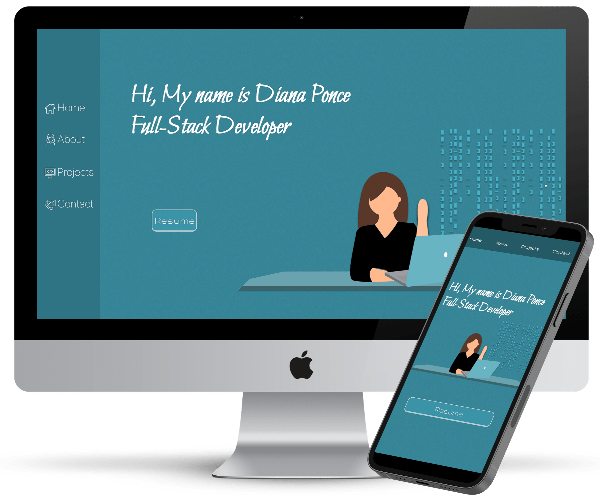 Home
About
Projects
Contact
Hi, My name is Diana Ponce
Full-Stack Developer
Resume
Home
About
Projects
Contact
Hi, My name is Diana Ponce
Full-Stack Developer
Resume